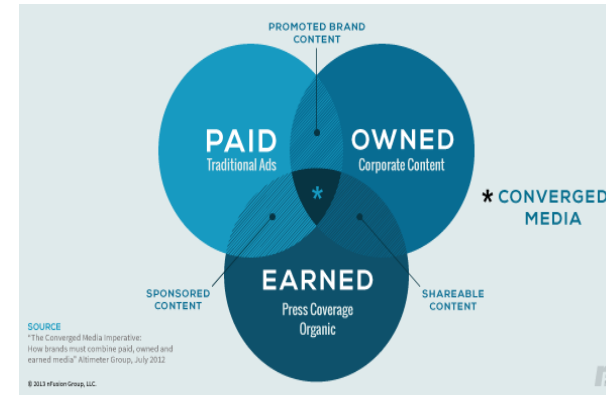 PROMOTED BRAND
CONTENT
PAID
Traditional Ads
OWNED
Corporate Content
*
* CONVERGED
MEDIA
SPONSORED
CONTENT
EARNED
Press Coverage
Organic
SHAREABLE
CONTENT
SOURCE
"The Converged Media Imperative:
How brands must combine paid, owned and
earned media" Altimeter Group, July 2012
© 2013 nFusion Group, LLC.